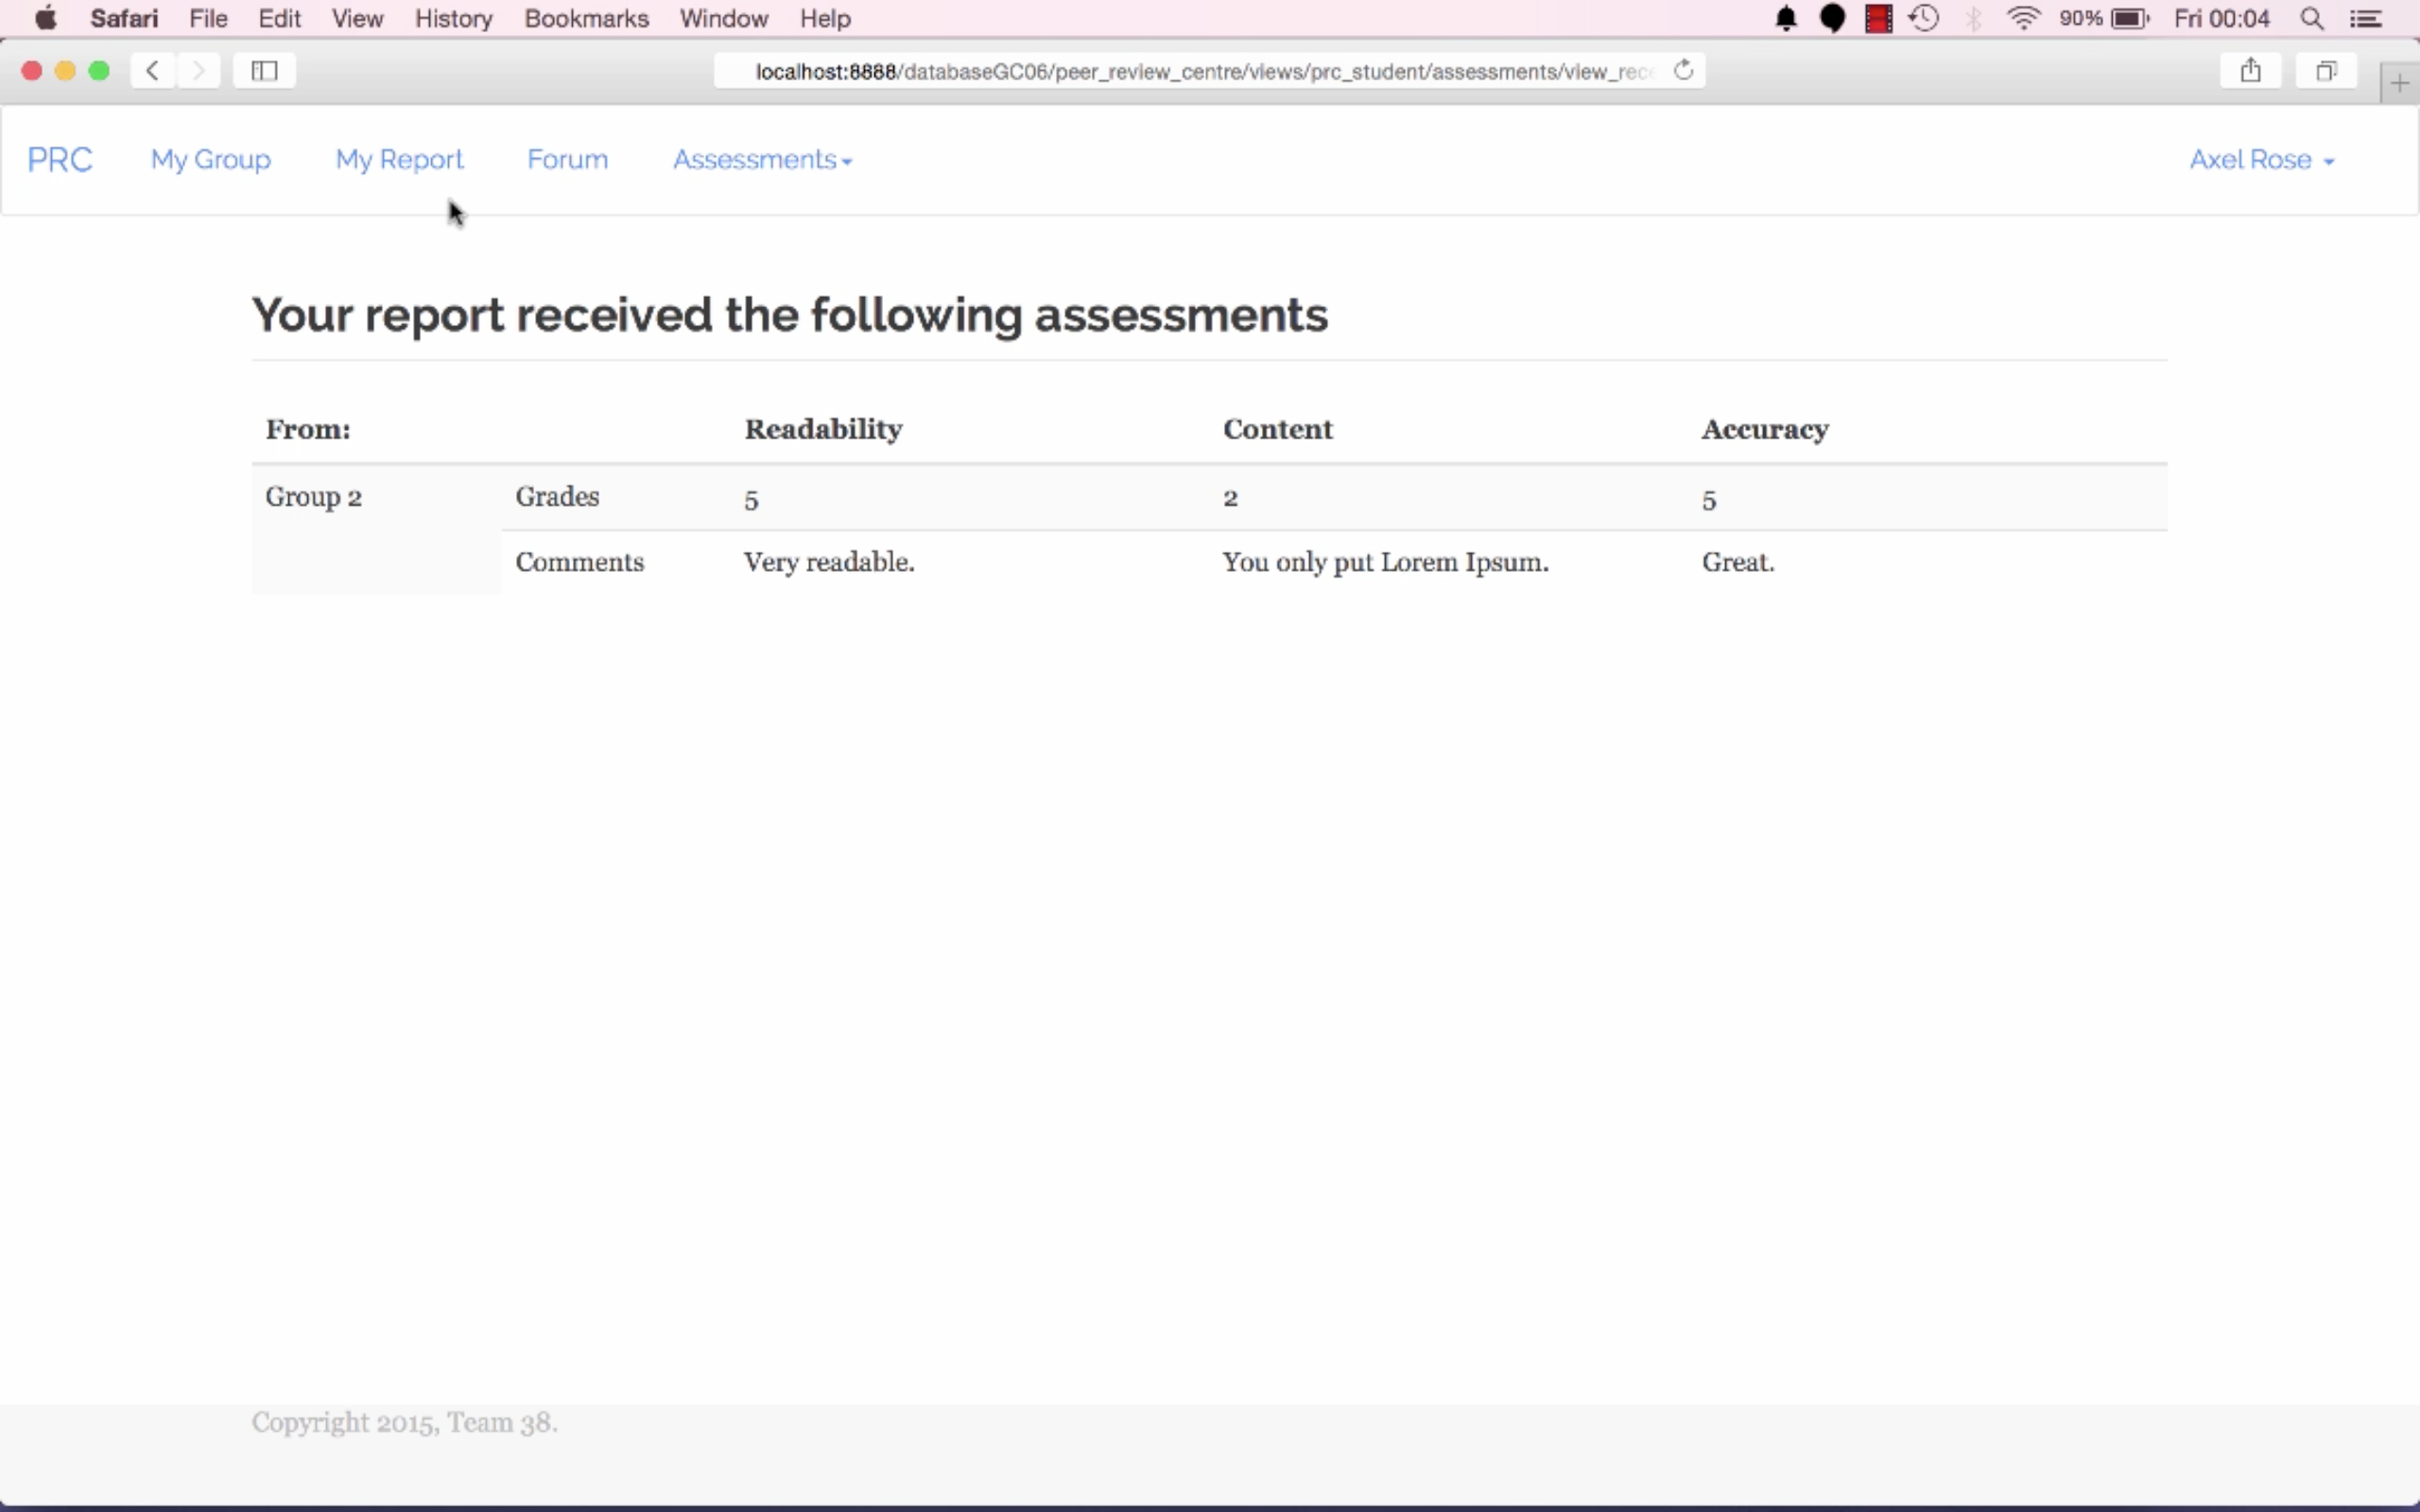 Safari File Edit View History Bookmarks Window Help 90% Fri 00:04
localhost:8888/databaseGC06/peer_review_centre/views/prc_student/assessments/view_rece
PRC My Group My Report Forum Assessments Axel Rose
Your report received the following assessments
From: Readability Content Accuracy
Group 2 Grades 5 2 5
Comments Very readable. You only put Lorem Ipsum. Great.
Copyright 2015, Team 38.